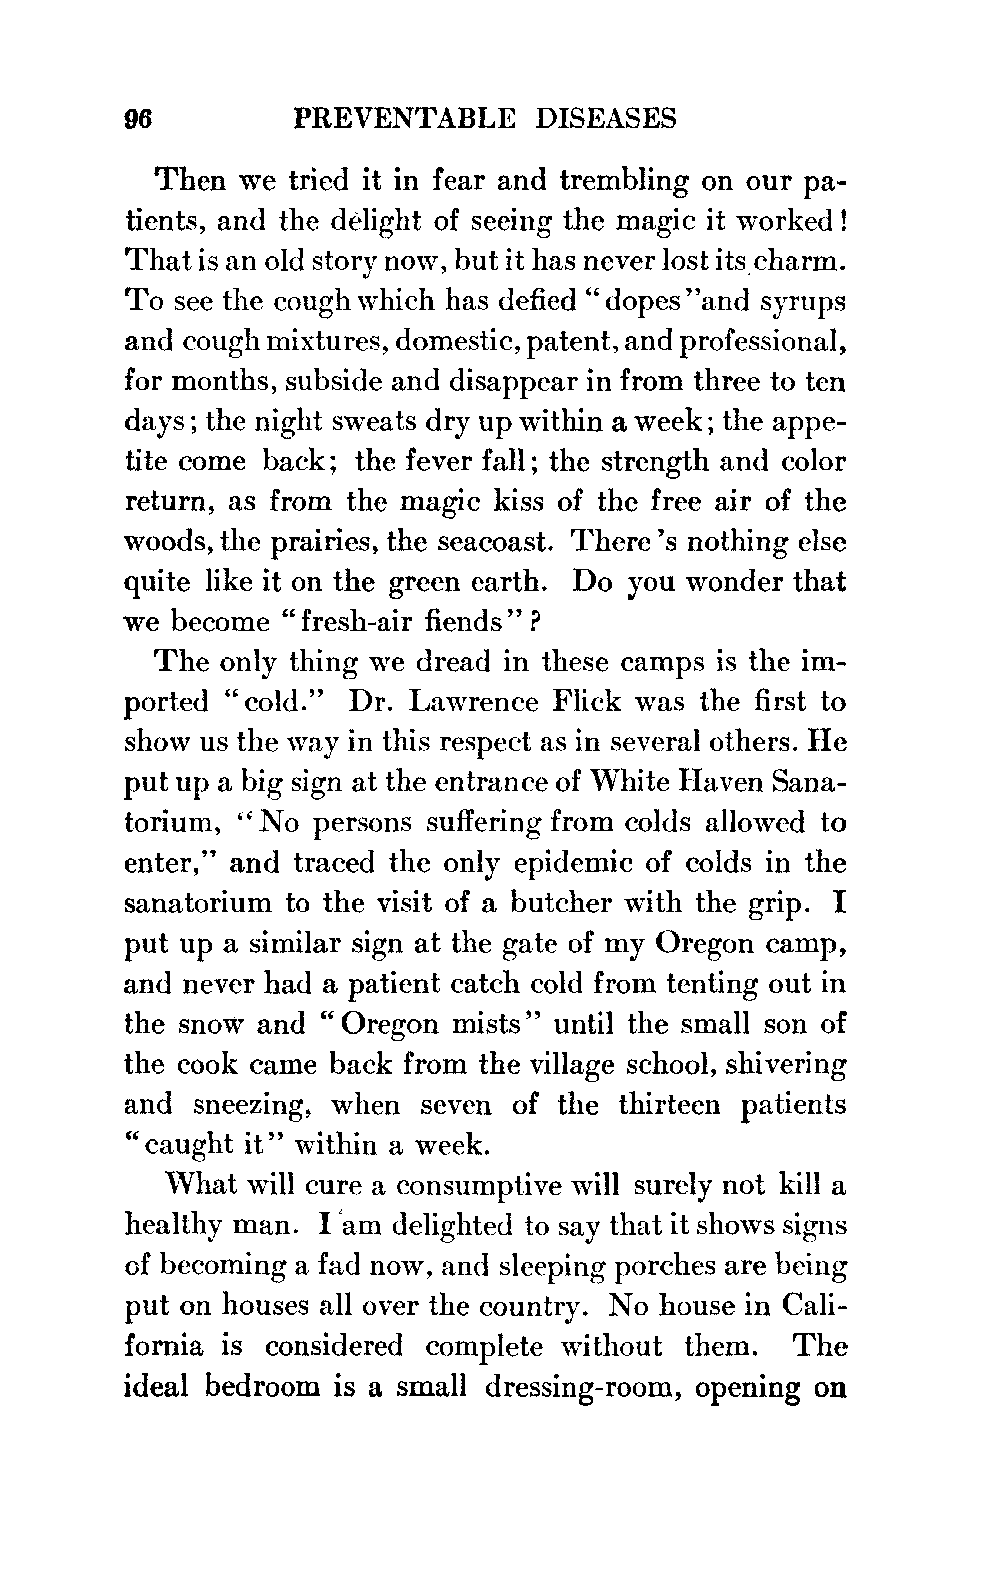 96 PREVENTABLE DISEASES
Then we tried it in fear and trembling on our pa-
tients, and the delight of seeing the magic it worked!
That is an old story now, but it has never lost its charm.
To see the cough which has defied "dopes" and syrups
and cough mixtures, domestic, patent, and professional,
for months, subside and disappear in from three to ten
days; the night sweats dry up within a week; the appe-
tite come back; the fever fall; the strength and color
return, as from the magic kiss of the free air of the
woods, the prairies, the seacoast. There's nothing else
quite like it on the green earth. Do you wonder that
we become "fresh-air fiends"?
The only thing we dread in these camps is the im-
ported "cold." Dr. Lawrence Flick was the first to
show us the way in this respect as in several others. He
put up a big sign at the entrance of White Haven Sana-
torium, "No persons suffering from colds allowed to
enter," and traced the only epidemic of colds in the
sanatorium to the visit of a butcher with the grip. I
put up a similar sign at the gate of my Oregon camp,
and never had a patient catch cold from tenting out in
the snow and "Oregon mists" until the small son of
the cook came back from the village school, shivering
and sneezing, when seven of the thirteen patients
"caught it" within a week.
What will cure a consumptive will surely not kill a
healthy man. I am delighted to say that it shows signs
of becoming a fad now, and sleeping porches are being
put on houses all over the country. No house in Cali-
fornia is considered complete without them. The
ideal bedroom is a small dressing-room, opening on